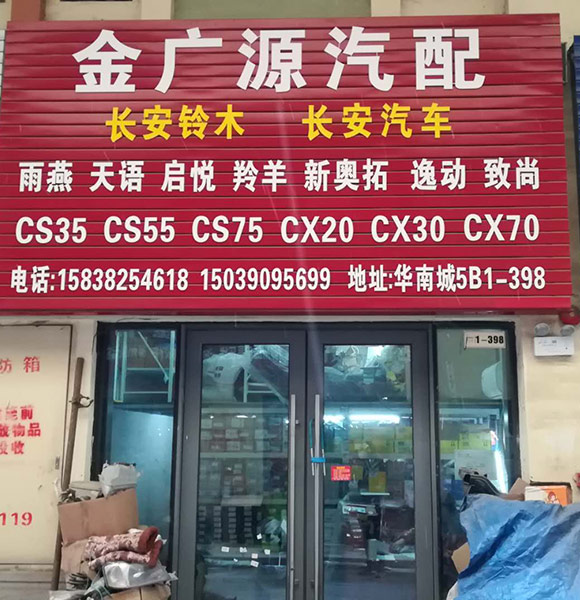 金广源汽配
长安铃木 长安汽车
雨燕 天语 启悦 羚羊 新奥拓 逸动 致尚
CS35 CS55 CS75 CX20 CX30 CX70
电话:15838254618 15039095699 地址:华南城5B1-398
1-398
防箱
119